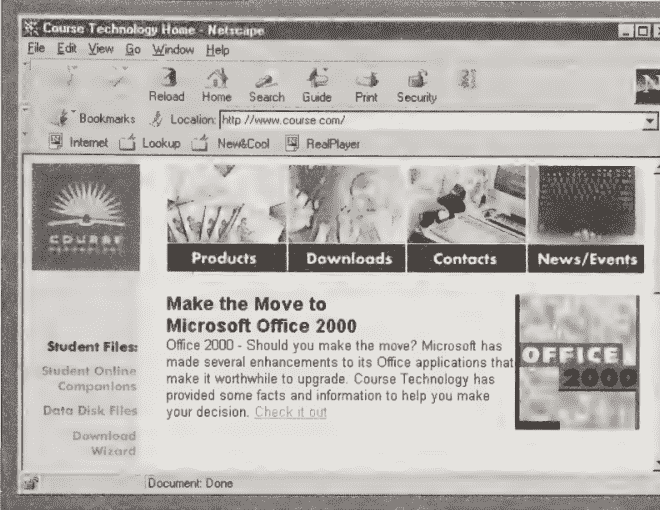 Course Technology Home - Netscape
File Edit View Go Window Help
Reload Home Search Guide Print Security
Bookmarks Location: http //www.course com/
Internet Lookup New&Cool RealPlayer
COURSE
Products Downloads Contacts News/Events
Make the Move to
Microsoft Office 2000
Office 2000 - Should you make the move? Microsoft has
made several enhancements to its Office applications that
make it worthwhile to upgrade. Course Technology has
provided some facts and information to help you make
your decision. Check it out
OFFICE
2000
Student Files:
Student Online
Companions
Data Disk Files
Download
Wizard
Document: Done